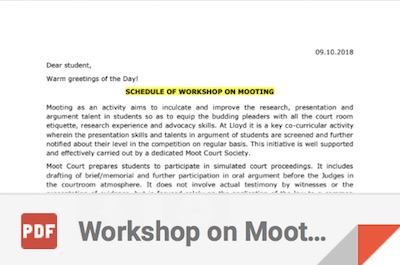 09.10.2018
Dear student,
Warm greetings of the Day!
SCHEDULE OF WORKSHOP ON MOOTING
Mooting as an activity aims to inculcate and improve the research, presentation and
argument talent in students so as to equip the budding pleaders with all the court room
etiquette, research experience and advocacy skills. At Lloyd it is a key co-curricular activity
wherein the presentation skills and talents in argument of students are screened and further
notified about their level in the competition on regular basis. This initiative is well supported
and effectively carried out by a dedicated Moot Court Society.
Moot Court prepares students to participate in simulated court proceedings. It includes
drafting of brief/memorial and further participation in oral argument before the Judges in
the courtroom atmosphere. It does not involve actual testimony by witnesses or the
PDF
Workshop on Moot...